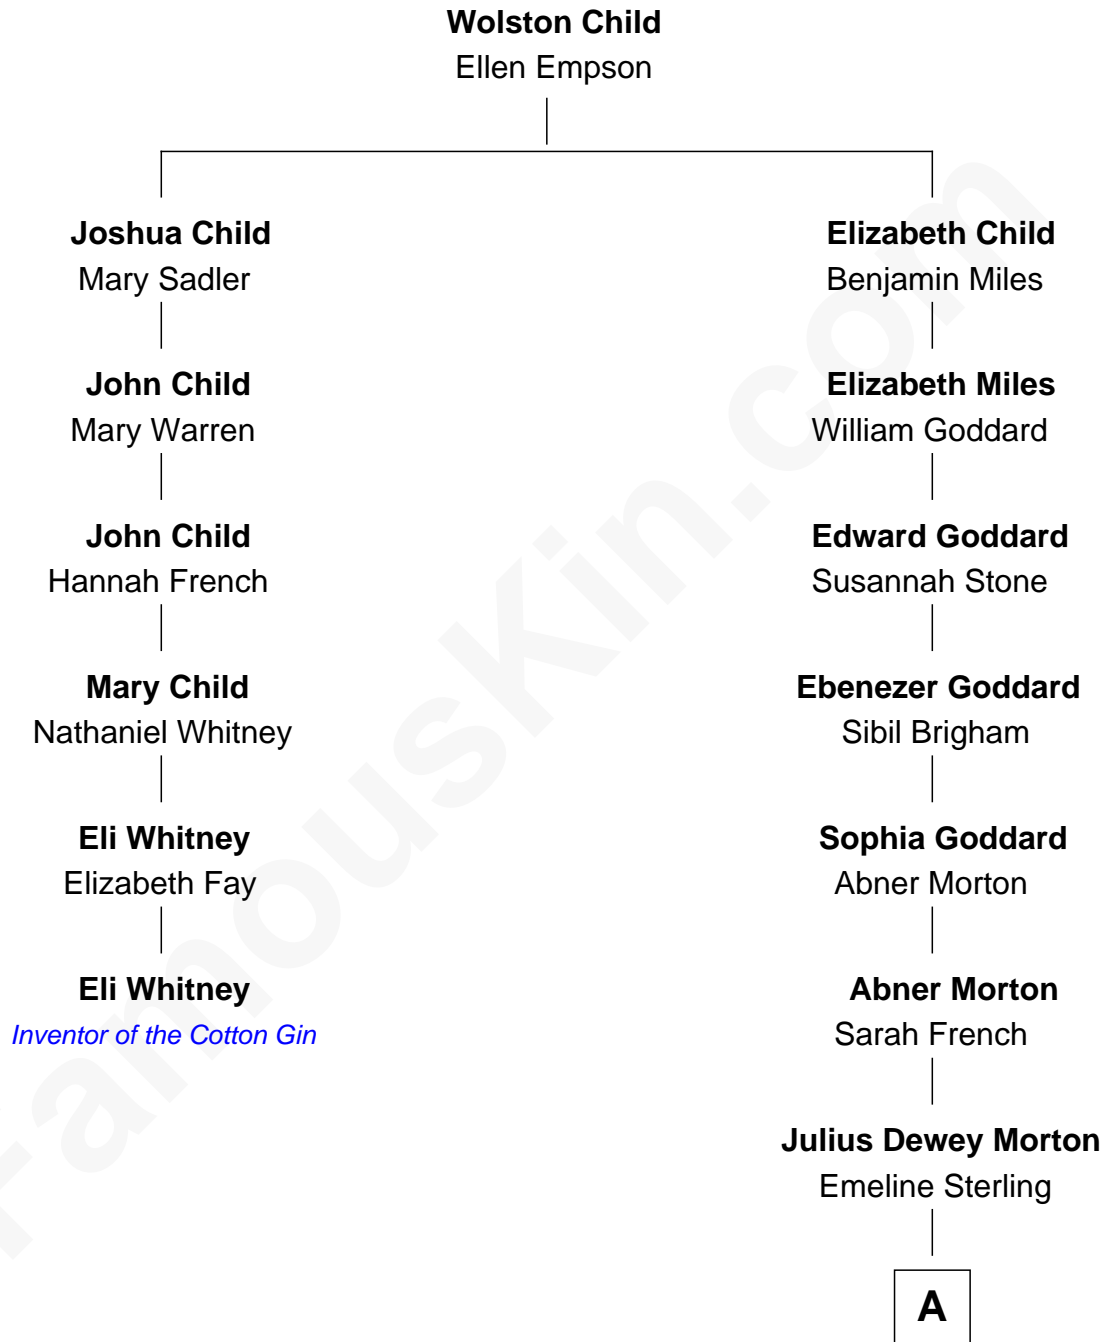 Wolston Child
Ellen Empson
Joshua Child
Mary Sadler
Elizabeth Child
Benjamin Miles
John Child
Mary Warren
Elizabeth Miles
William Goddard
John Child
Hannah French
Edward Goddard
Susannah Stone
Mary Child
Nathaniel Whitney
Ebenezer Goddard
Sibil Brigham
Eli Whitney
Elizabeth Fay
Sophia Goddard
Abner Morton
Eli Whitney
Inventor of the Cotton Gin
Abner Morton
Sarah French
Julius Dewey Morton
Emeline Sterling
A
FamousKin.com